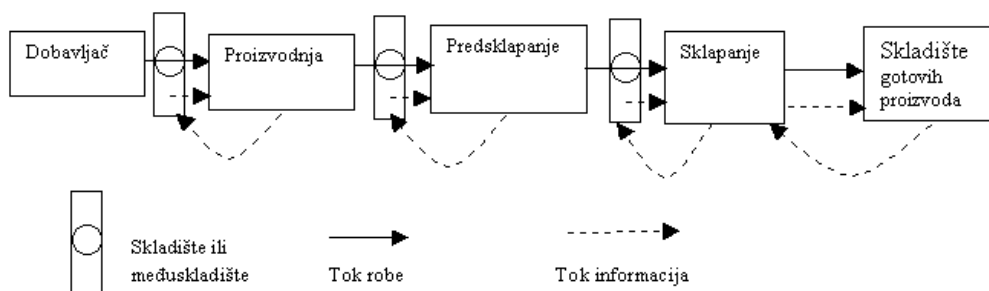 Dobavljač
Proizvodnja
Predsklapanje
Sklapanje
Skladište
gotovih
proizvoda
Skladište ili
međuskladište
Tok robe
Tok informacija